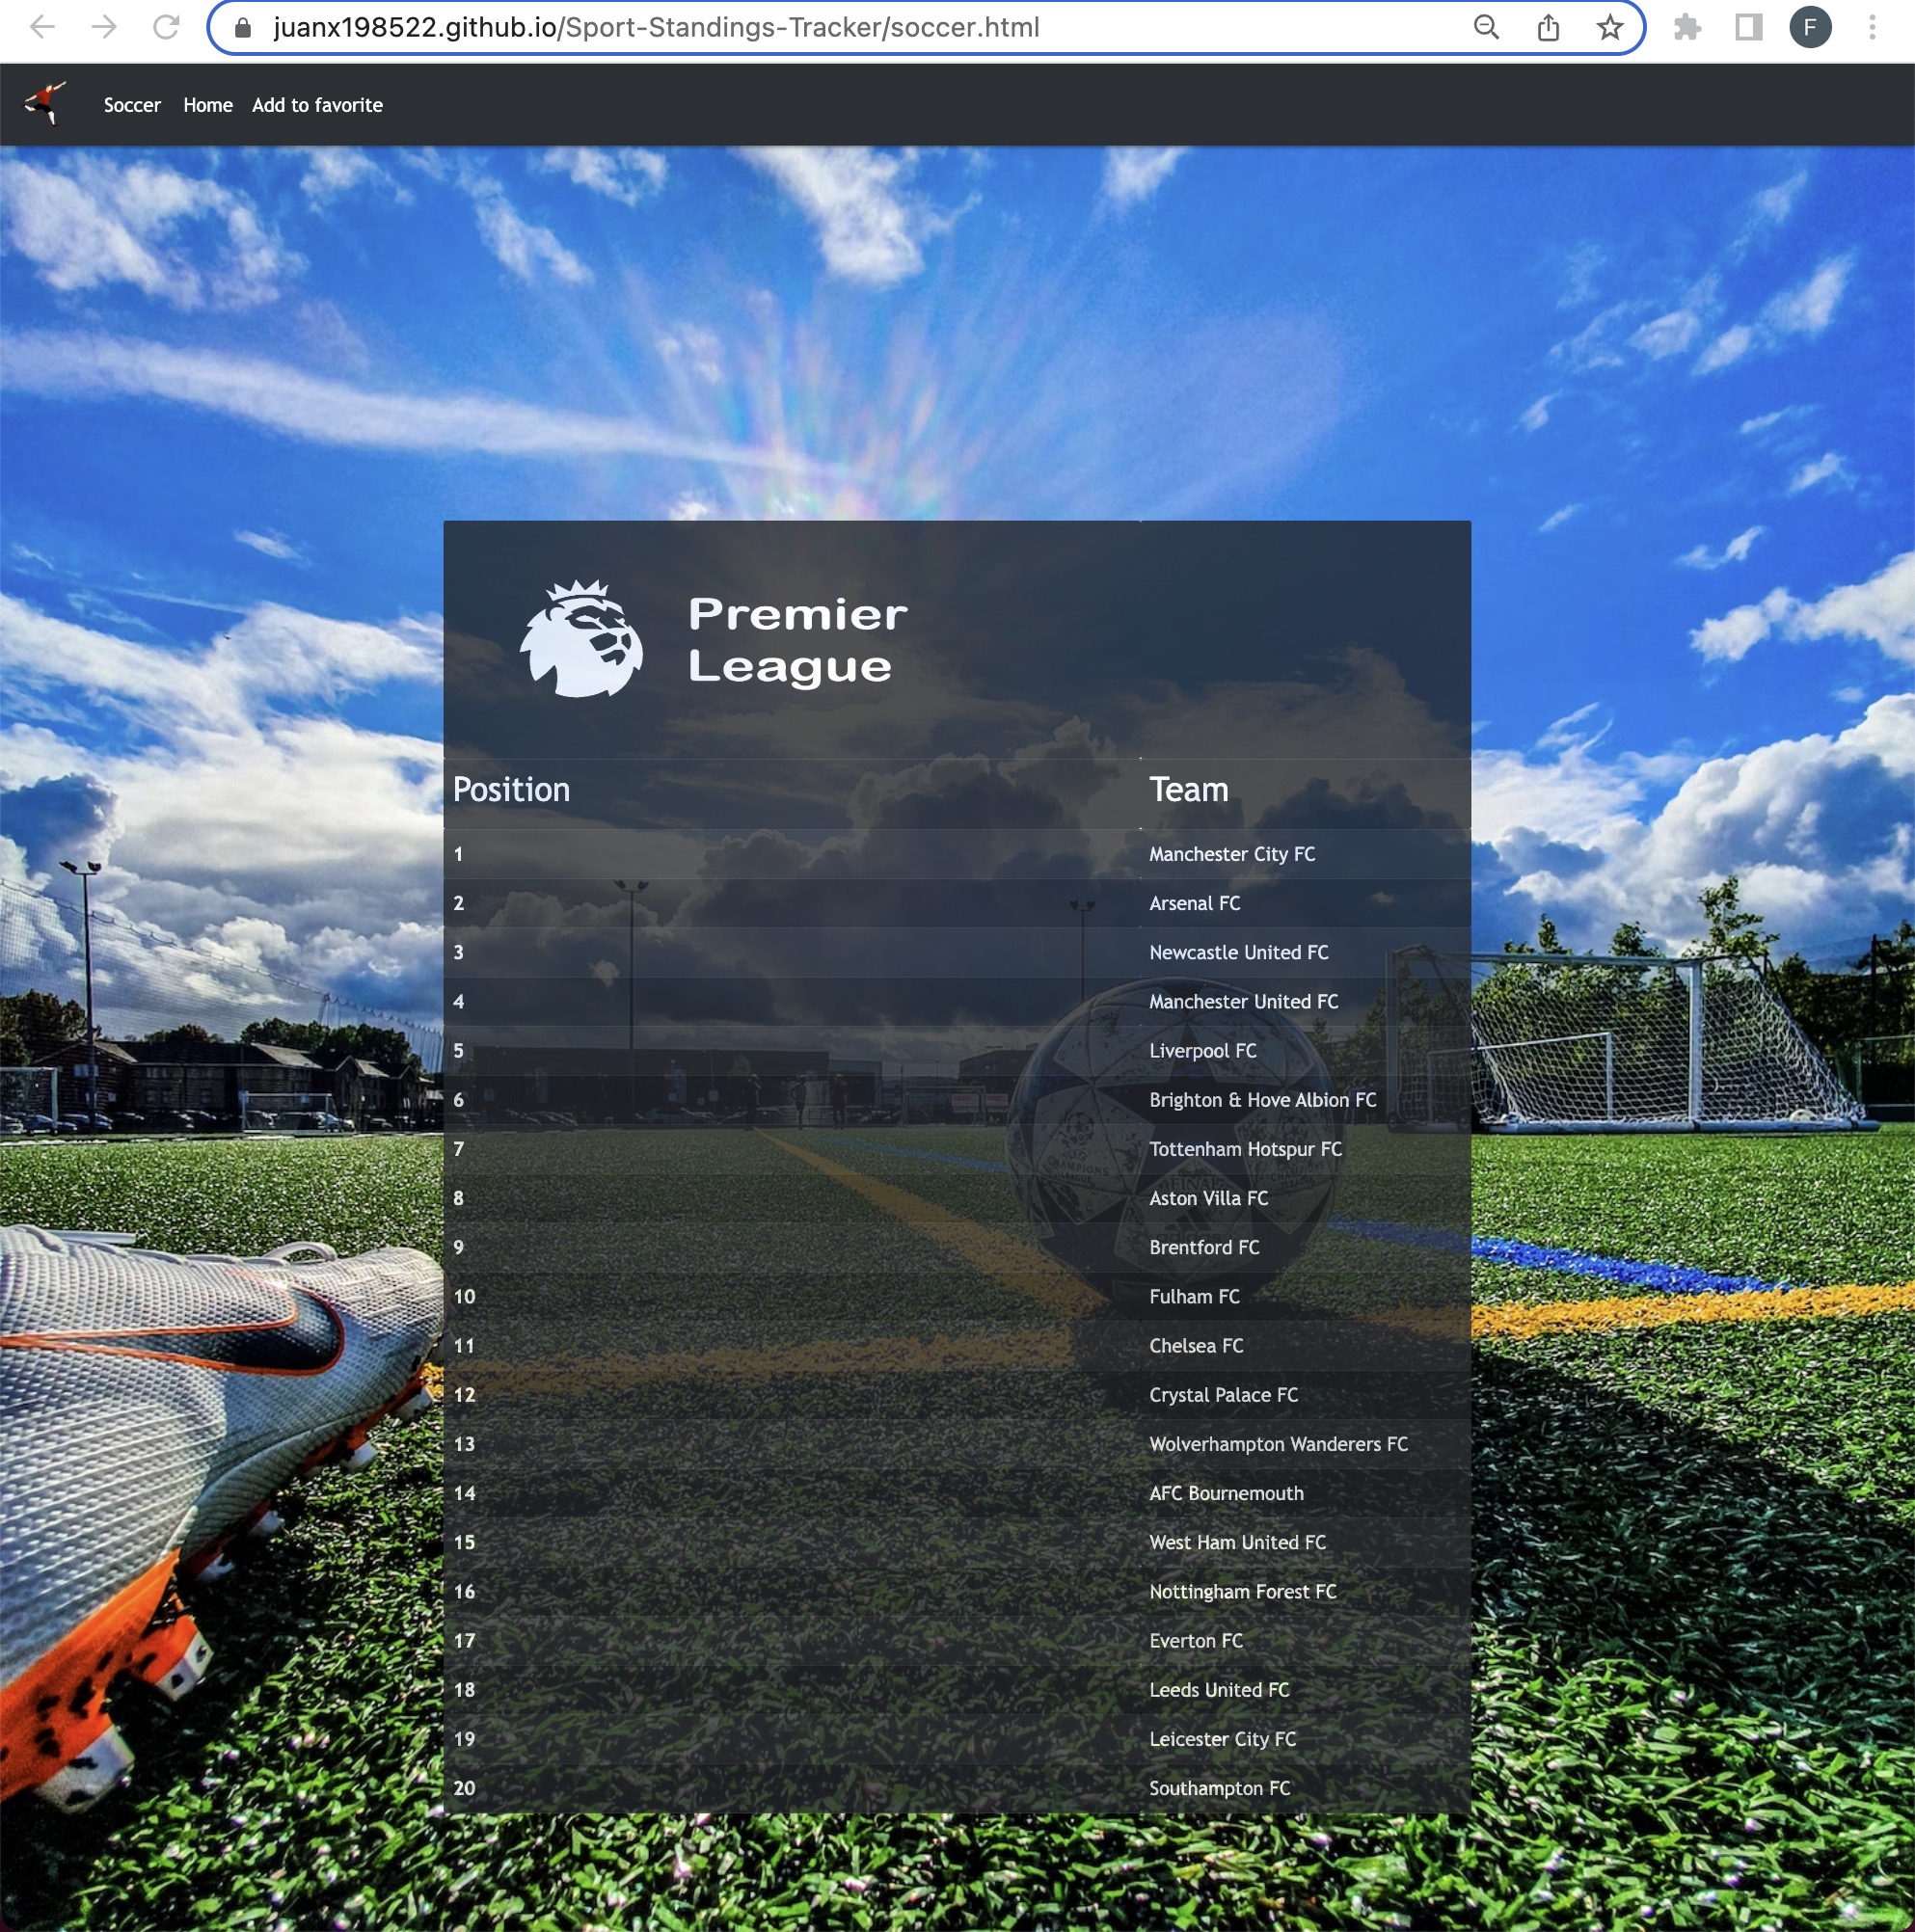 juanx198522.github.io/Sport-Standings-Tracker/soccer.html
F
Soccer Home Add to favorite
Premier
League
Position Team
1 Manchester City FC
2 Arsenal FC
3 Newcastle United FC
4 Manchester United FC
5 Liverpool FC
6 Brighton & Hove Albion FC
7 Tottenham Hotspur FC
8 Aston Villa FC
9 Brentford FC
10 Fulham FC
11 Chelsea FC
12 Crystal Palace FC
13 Wolverhampton Wanderers FC
14 AFC Bournemouth
15 West Ham United FC
16 Nottingham Forest FC
17 Everton FC
18 Leeds United FC
19 Leicester City FC
20 Southampton FC
CHAMPIONS